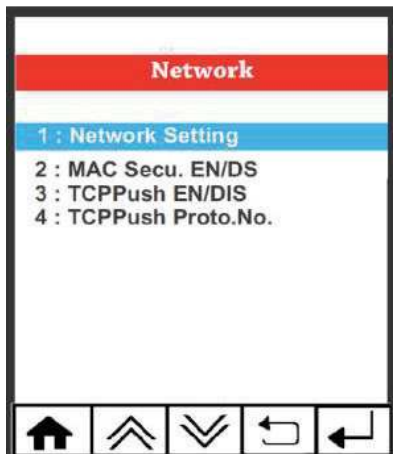 Network
1 : Network Setting
2 : MAC Secu. EN/DS
3 : TCPPush EN/DIS
4 : TCPPush Proto.No.